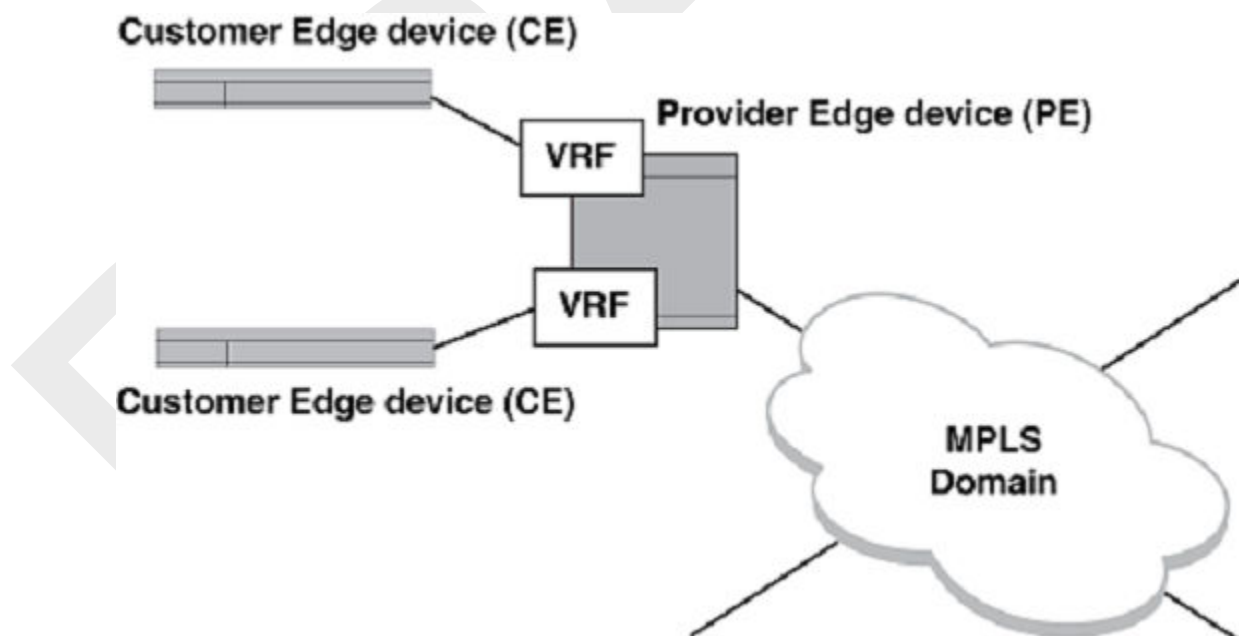 Customer Edge device (CE)
Provider Edge device (PE)
VRF
VRF
Customer Edge device (CE)
MPLS
Domain